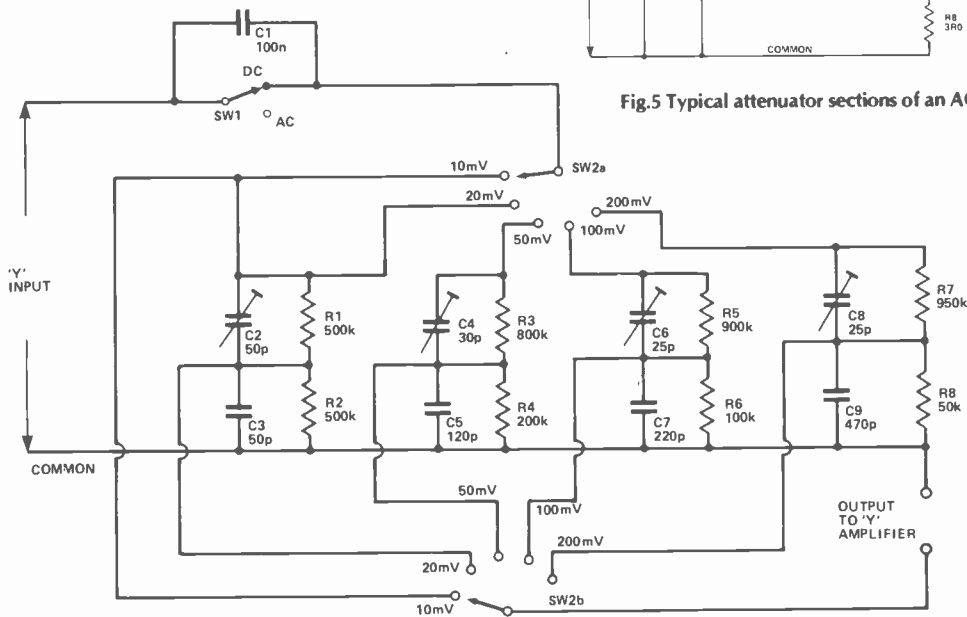 R8
3R0
COMMON
Fig.5 Typical attenuator sections of an AC
C1
100n
DC
SW1
AC
10mV
SW2a
20mV
200mV
50mV
100mV
'Y'
INPUT
C2
50p
R1
500k
C4
30p
R3
800k
C6
25p
R5
900k
C8
25p
R7
950k
C3
50p
R2
500k
C5
120p
R4
200k
C7
220p
R6
100k
C9
470p
R8
50k
COMMON
50mV
100mV
OUTPUT
TO 'Y'
AMPLIFIER
20mV
200mV
10mV
SW2b